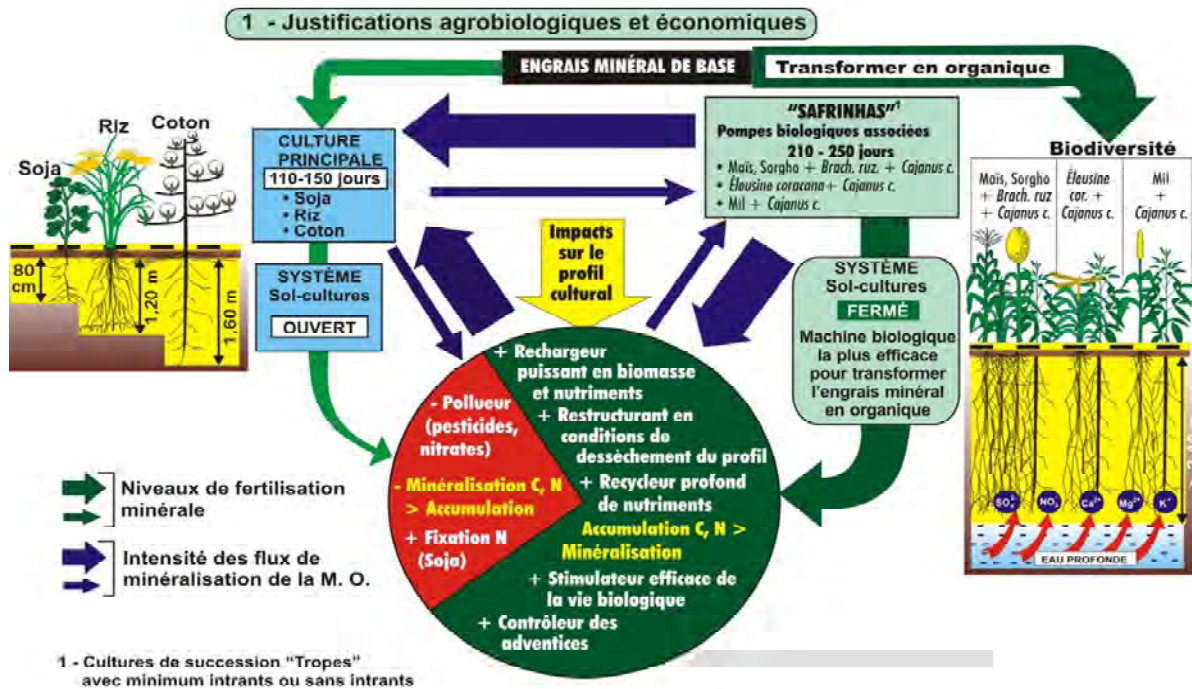 1 - Justifications agrobiologiques et économiques
ENGRAIS MINÉRAL DE BASE
Transformer en organique
Soja
Riz
Coton
80
cm
1,20 m
1,60 m
CULTURE
PRINCIPALE
110-150 jours
• Soja
• Riz
• Coton
SYSTÈME
Sol-cultures
OUVERT
"SAFRINHAS"¹
Pompes biologiques associées
210 - 250 jours
• Maïs, Sorgho + Brach. ruz. + Cajanus c.
• Élausine coracana + Cajanus c.
• Mil + Cajanus c.
Impacts
sur le
profil
cultural
SYSTÈME
Sol-cultures
FERMÉ
Machine biologique
la plus efficace
pour transformer
l'engrais minéral
en organique
Biodiversité
Maïs, Sorgho
+ Brach. ruz
+ Cajanus c.
Élausine
cor. +
Cajanus c.
Mil
+
Cajanus c.
NO₃
Ca²⁺
Mg²⁺
K⁺
EAU PROFONDE
- Pollueur
(pesticides,
nitrates)
- Minéralisation C, N
> Accumulation
+ Fixation N
(Soja)
+ Rechargeur
puissant en biomasse
et nutriments
+ Restructurant en
conditions de
dessèchement du profil
+ Recycleur profond
de nutriments
Accumulation C, N >
Minéralisation
+ Stimulateur efficace de
la vie biologique
+ Contrôleur des
adventices
Niveaux de fertilisation
minérale
Intensité des flux de
minéralisation de la M. O.
1 - Cultures de succession "Tropes"
avec minimum intrants ou sans intrants